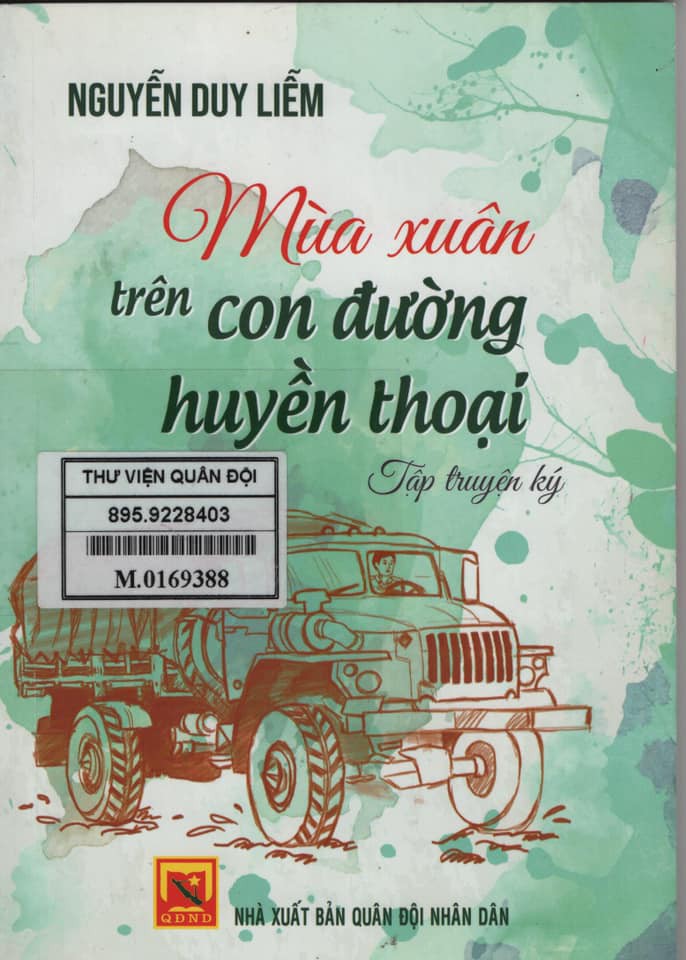 NGUYỄN DUY LIỄM
Mùa xuân
trên con đường
huyền thoại
Tập truyện ký
THƯ VIỆN QUÂN ĐỘI
895.9228403
M.0169388
QĐND
NHÀ XUẤT BẢN QUÂN ĐỘI NHÂN DÂN